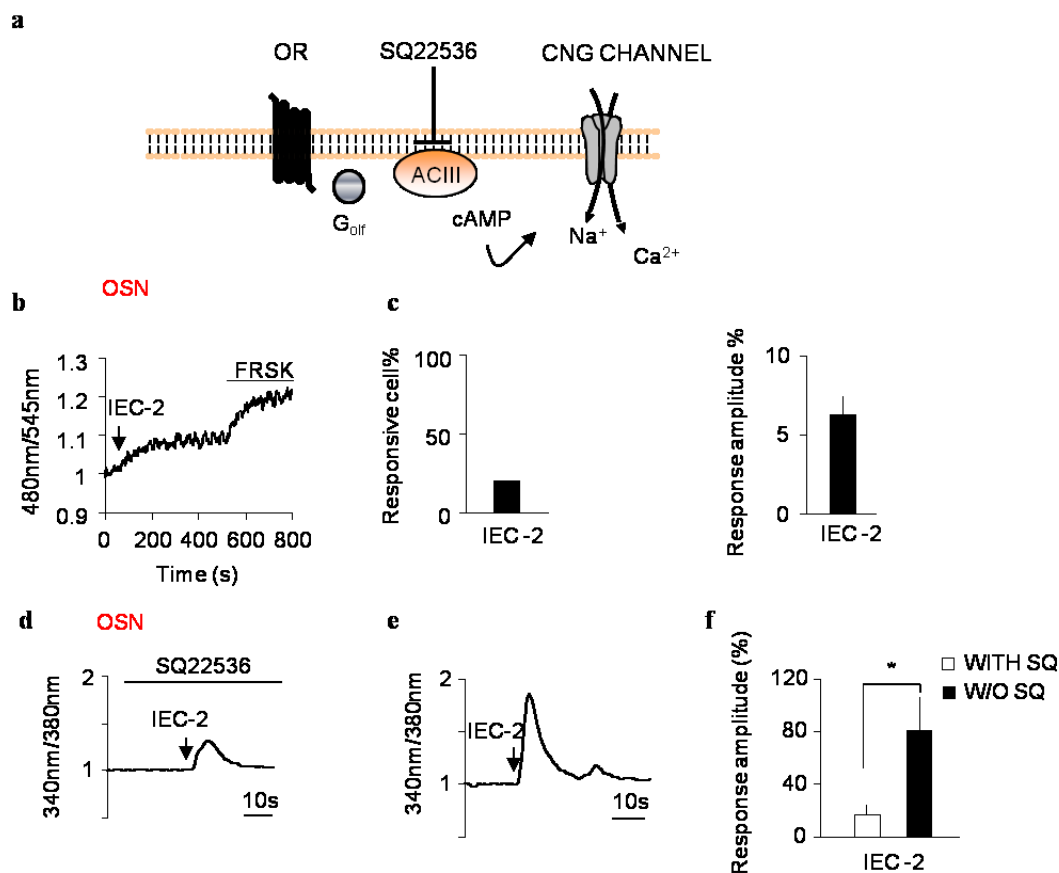 a
OR
SQ22536
CNG CHANNEL
ACIII
Golf
cAMP
Na+
Ca2+
OSN
b
480nm/545nm
1.3
1.2
1.1
1
0.9
IEC-2
FRSK
0 200 400 600 800
Time (s)
c
Responsive cell%
100
50
0
IEC-2
Response amplitude %
10
5
0
IEC-2
d
OSN
340nm/380nm
2
1
SQ22536
IEC-2
10s
e
340nm/380nm
2
1
IEC-2
10s
f
Response amplitude (%)
120
80
40
0
*
WITH SQ
W/O SQ
IEC-2